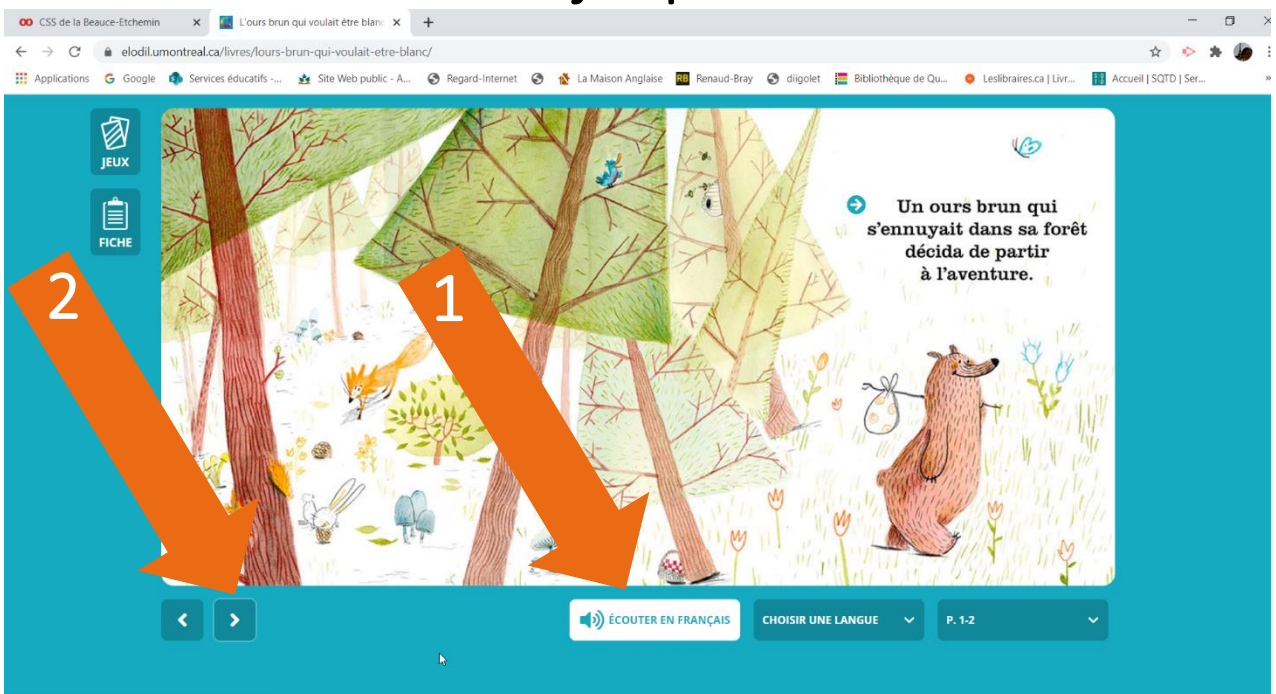 CSS de la Beauce-Etchemin
L'ours brun qui voulait être blanc
elodil.umontreal.ca/livres/lours-brun-qui-voulait-etre-blanc/
Applications
Google
Services éducatifs -...
Site Web public - A...
Regard-Internet
La Maison Anglaise
RB
Renaud-Bray
diigolet
Bibliothèque de Qu...
Leslibraires.ca | Livr...
Accueil | SQTD | Ser...
JEUX
FICHE
Un ours brun qui
s'ennuyait dans sa forêt
décida de partir
à l'aventure.
2
1
ÉCOUTER EN FRANÇAIS
CHOISIR UNE LANGUE
P. 1-2